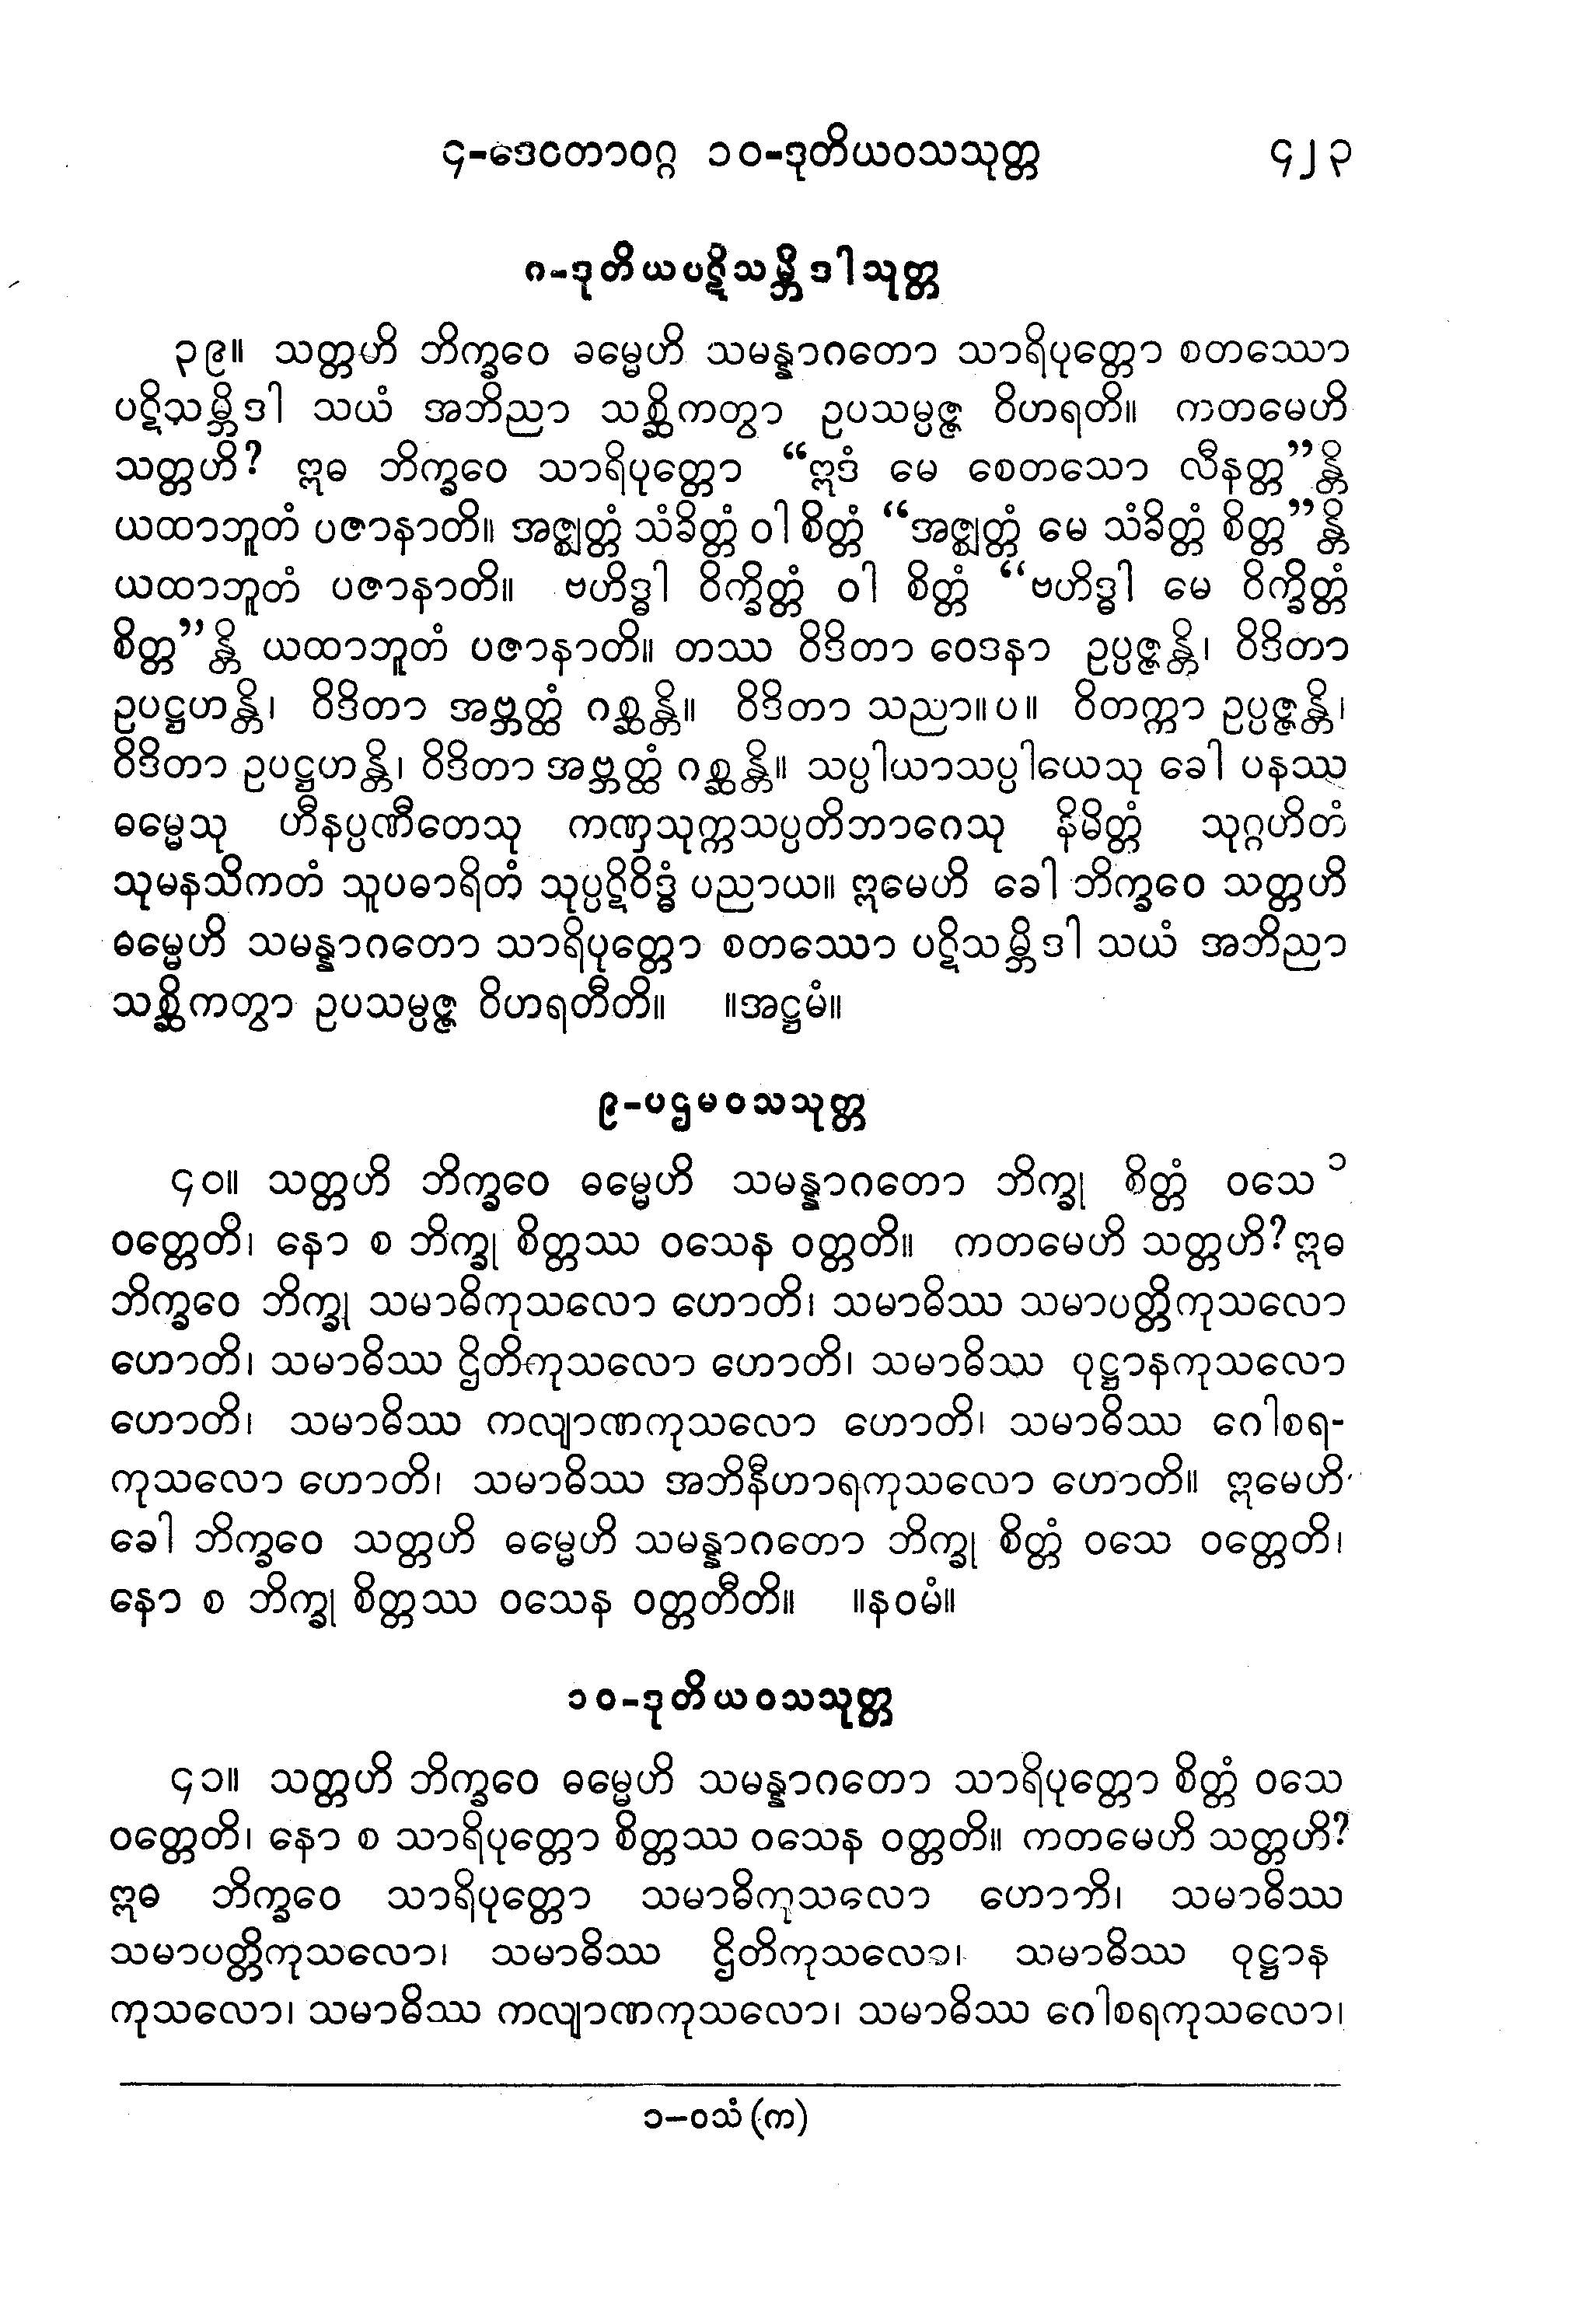 ၄-ဒေဝတာဝဂ္ဂ ၁၀-ဒုတိယဝသသုတ္တ ၄၂၃
ဂ-ဒုတိယပဋိသမ္ဘိဒါသုတ္တ
၃၉။ သတ္တဟိ ဘိက္ခဝေ ဓမ္မေဟိ သမန္နာဂတော သာရိပုတ္တော စတဿော
ပဋိသမ္ဘိဒါ သယံ အဘိညာ သစ္ဆိကတွာ ဥပသမ္ပဇ္ဇ ဝိဟရတိ။ ကတမေဟိ
သတ္တဟိ? ဣဓ ဘိက္ခဝေ သာရိပုတ္တော “ဣဒံ မေ စေတသော လီနတ္တ”န္တိ
ယထာဘူတံ ပဇာနာတိ။ အဇ္ဈတ္တံ သံခိတ္တံ ဝါ စိတ္တံ “အဇ္ဈတ္တံ မေ သံခိတ္တံ စိတ္တ”န္တိ
ယထာဘူတံ ပဇာနာတိ။ ဗဟိဒ္ဓါ ဝိက္ခိတ္တံ ဝါ စိတ္တံ “ဗဟိဒ္ဓါ မေ ဝိက္ခိတ္တံ
စိတ္တ”န္တိ ယထာဘူတံ ပဇာနာတိ။ တဿ ဝိဒိတာ ဝေဒနာ ဥပ္ပဇ္ဇန္တိ၊ ဝိဒိတာ
ဥပဋ္ဌဟန္တိ၊ ဝိဒိတာ အဗ္ဘတ္ထံ ဂစ္ဆန္တိ။ ဝိဒိတာ သညာ။ပ။ ဝိတက္ကာ ဥပ္ပဇ္ဇန္တိ၊
ဝိဒိတာ ဥပဋ္ဌဟန္တိ၊ ဝိဒိတာ အဗ္ဘတ္ထံ ဂစ္ဆန္တိ။ သပ္ပါယာသပ္ပါယေသု ခေါ ပနဿ
ဓမ္မေသု ဟီနပ္ပဏီတေသု ကဏှသုက္ကသပ္ပတိဘာဂေသု နိမိတ္တံ သုဂ္ဂဟိတံ
သုမနသိကတံ သူပဓာရိတံ သုပ္ပဋိဝိဒ္ဓံ ပညာယ။ ဣမေဟိ ခေါ ဘိက္ခဝေ သတ္တဟိ
ဓမ္မေဟိ သမန္နာဂတော သာရိပုတ္တော စတဿော ပဋိသမ္ဘိဒါ သယံ အဘိညာ
သစ္ဆိကတွာ ဥပသမ္ပဇ္ဇ ဝိဟရတီတိ။ ။အဋ္ဌမံ။
၉-ပဌမဝသသုတ္တ
၄၀။ သတ္တဟိ ဘိက္ခဝေ ဓမ္မေဟိ သမန္နာဂတော ဘိက္ခု စိတ္တံ ဝသေ ၁
ဝတ္တေတိ၊ နော စ ဘိက္ခု စိတ္တဿ ဝသေန ဝတ္တတိ။ ကတမေဟိ သတ္တဟိ? ဣဓ
ဘိက္ခဝေ ဘိက္ခု သမာဓိကုသလော ဟောတိ၊ သမာဓိဿ သမာပတ္တိကုသလော
ဟောတိ၊ သမာဓိဿ ဌိတိကုသလော ဟောတိ၊ သမာဓိဿ ဝုဋ္ဌာနကုသလော
ဟောတိ၊ သမာဓိဿ ကလျာဏကုသလော ဟောတိ၊ သမာဓိဿ ဂေါစရ-
ကုသလော ဟောတိ၊ သမာဓိဿ အဘိနီဟာရကုသလော ဟောတိ။ ဣမေဟိ
ခေါ ဘိက္ခဝေ သတ္တဟိ ဓမ္မေဟိ သမန္နာဂတော ဘိက္ခု စိတ္တံ ဝသေ ဝတ္တေတိ၊
နော စ ဘိက္ခု စိတ္တဿ ဝသေန ဝတ္တတီတိ။ ။နဝမံ။
၁၀-ဒုတိယဝသသုတ္တ
၄၁။ သတ္တဟိ ဘိက္ခဝေ ဓမ္မေဟိ သမန္နာဂတော သာရိပုတ္တော စိတ္တံ ဝသေ
ဝတ္တေတိ၊ နော စ သာရိပုတ္တော စိတ္တဿ ဝသေန ဝတ္တတိ။ ကတမေဟိ သတ္တဟိ?
ဣဓ ဘိက္ခဝေ သာရိပုတ္တော သမာဓိကုသလော ဟောဘိ၊ သမာဓိဿ
သမာပတ္တိကုသလော၊ သမာဓိဿ ဌိတိကုသလော၊ သမာဓိဿ ဝုဋ္ဌာန
ကုသလော၊ သမာဓိဿ ကလျာဏကုသလော၊ သမာဓိဿ ဂေါစရကုသလော၊
၁-ဝသံ (က)